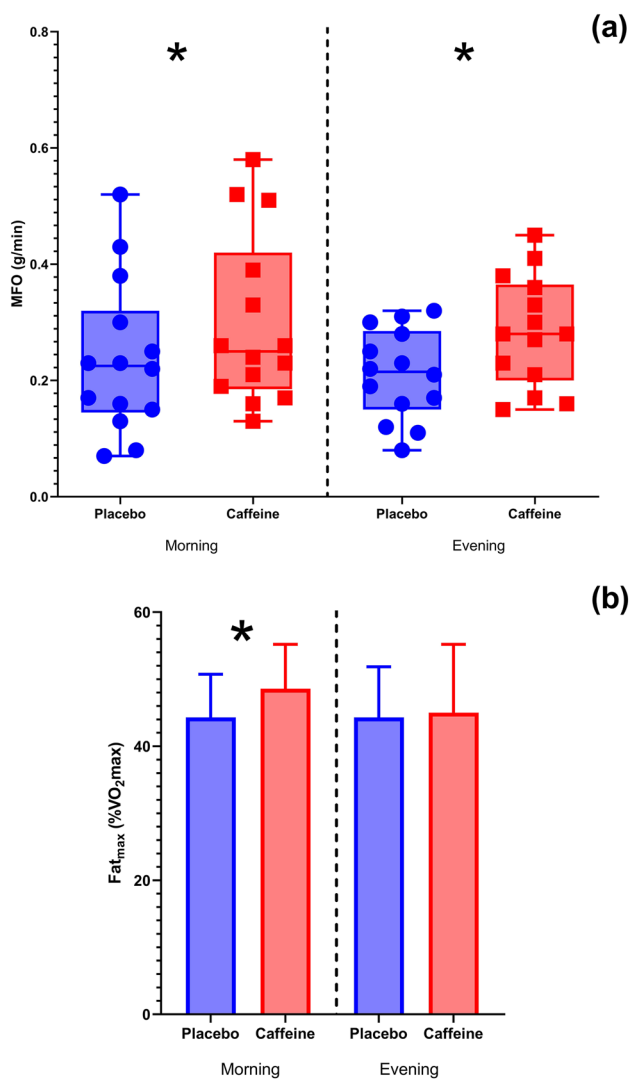 (a)
0.8
*
*
0.6
MFO (g/min)
0.4
0.2
0.0
Placebo Caffeine Placebo Caffeine
Morning Evening
(b)
60
*
40
Fatmax (%VO2max)
20
0
Placebo Caffeine Placebo Caffeine
Morning Evening